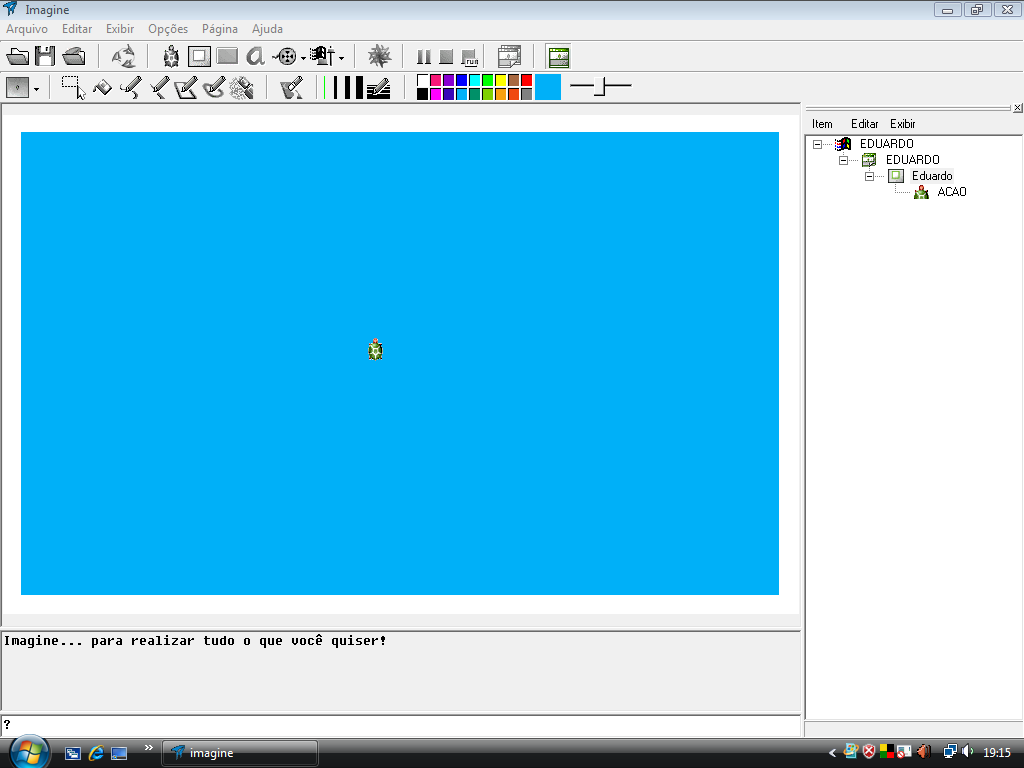 Imagine
Arquivo Editar Exibir Opções Página Ajuda
run
Item Editar Exibir
EDUARDO
EDUARDO
Eduardo
ACAO
Imagine... para realizar tudo o que você quiser!
?
imagine
19:15